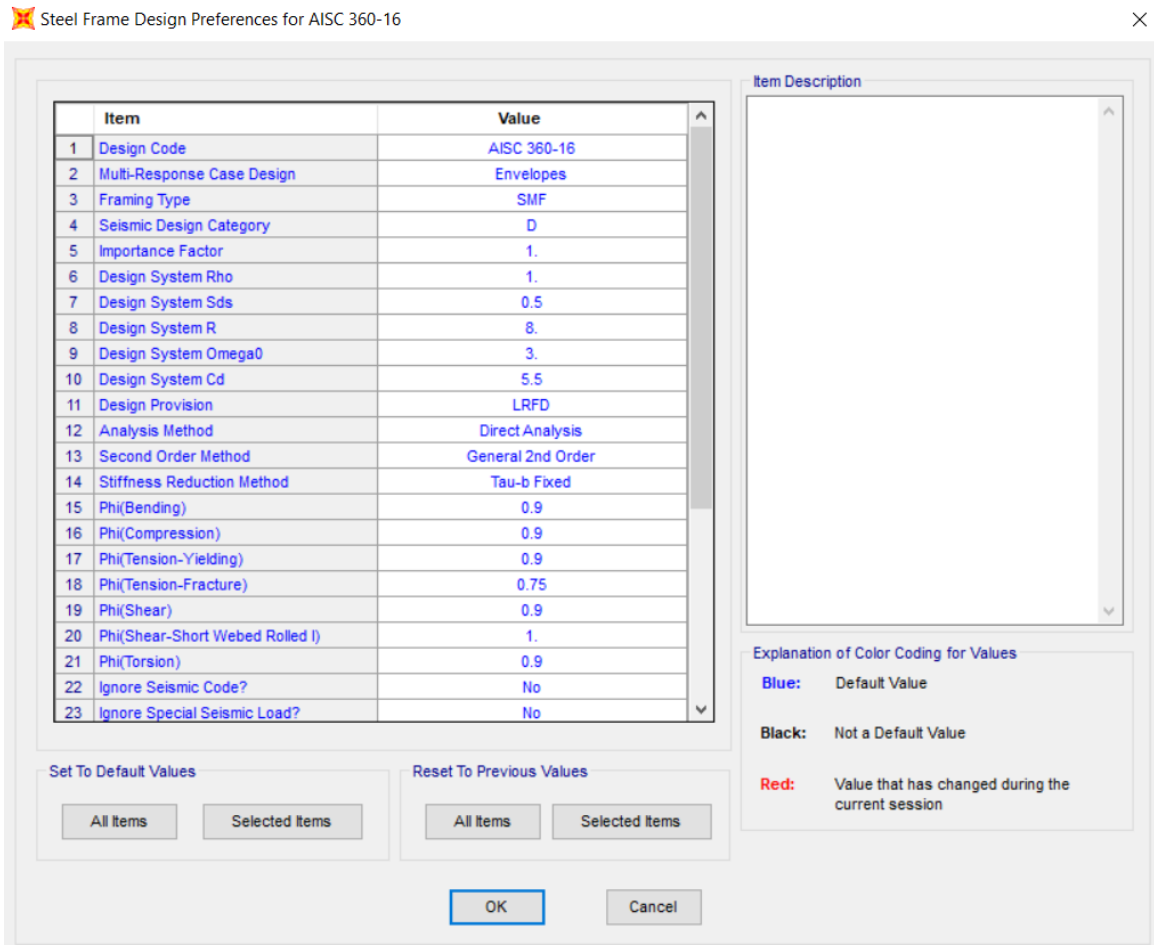 Steel Frame Design Preferences for AISC 360-16
Item Value
1 Design Code AISC 360-16
2 Multi-Response Case Design Envelopes
3 Framing Type SMF
4 Seismic Design Category D
5 Importance Factor 1.
6 Design System Rho 1.
7 Design System Sds 0.5
8 Design System R 8.
9 Design System Omega0 3.
10 Design System Cd 5.5
11 Design Provision LRFD
12 Analysis Method Direct Analysis
13 Second Order Method General 2nd Order
14 Stiffness Reduction Method Tau-b Fixed
15 Phi(Bending) 0.9
16 Phi(Compression) 0.9
17 Phi(Tension-Yielding) 0.9
18 Phi(Tension-Fracture) 0.75
19 Phi(Shear) 0.9
20 Phi(Shear-Short Webed Rolled I) 1.
21 Phi(Torsion) 0.9
22 Ignore Seismic Code? No
23 Ignore Special Seismic Load? No
Item Description
Explanation of Color Coding for Values
Blue: Default Value
Black: Not a Default Value
Red: Value that has changed during the
current session
Set To Default Values
All Items Selected Items
Reset To Previous Values
All Items Selected Items
OK Cancel